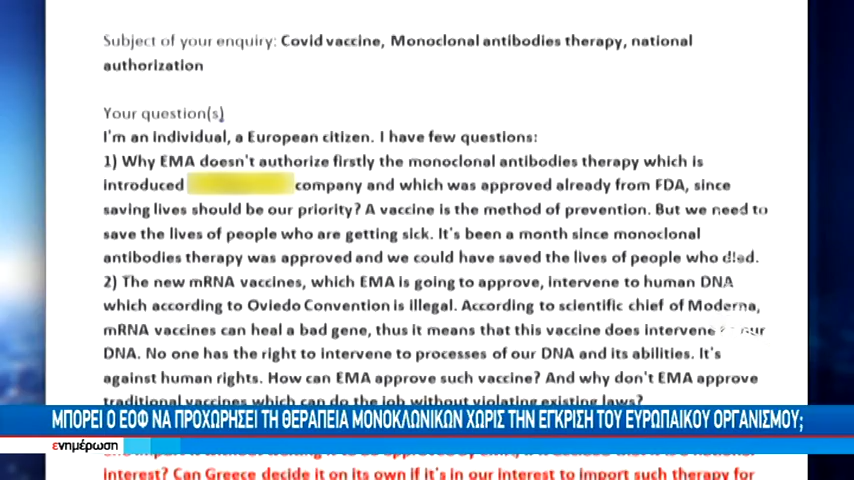 Subject of your enquiry: Covid vaccine, Monoclonal antibodies therapy, national
authorization
Your question(s)
I'm an individual, a European citizen. I have few questions:
1) Why EMA doesn't authorize firstly the monoclonal antibodies therapy which is
introduced company and which was approved already from FDA, since
saving lives should be our priority? A vaccine is the method of prevention. But we need to
save the lives of people who are getting sick. It's been a month since monoclonal
antibodies therapy was approved and we could have saved the lives of people who died.
2) The new mRNA vaccines, which EMA is going to approve, intervene to human DNA
which according to Oviedo Convention is illegal. According to scientific chief of Moderna,
mRNA vaccines can heal a bad gene, thus it means that this vaccine does intervene our
DNA. No one has the right to intervene to processes of our DNA and its abilities. It's
against human rights. How can EMA approve such vaccine? And why don't EMA approve
traditional vaccines which can do the job without violating existing laws?
ΜΠΟΡΕΙ Ο ΕΟΦ ΝΑ ΠΡΟΧΩΡΗΣΕΙ ΤΗ ΘΕΡΑΠΕΙΑ ΜΟΝΟΚΛΩΝΙΚΩΝ ΧΩΡΙΣ ΤΗΝ ΕΓΚΡΙΣΗ ΤΟΥ ΕΥΡΩΠΑΙΚΟΥ ΟΡΓΑΝΙΣΜΟΥ;
ενημέρωση
interest? Can Greece decide it on its own if it's in our interest to import such therapy for